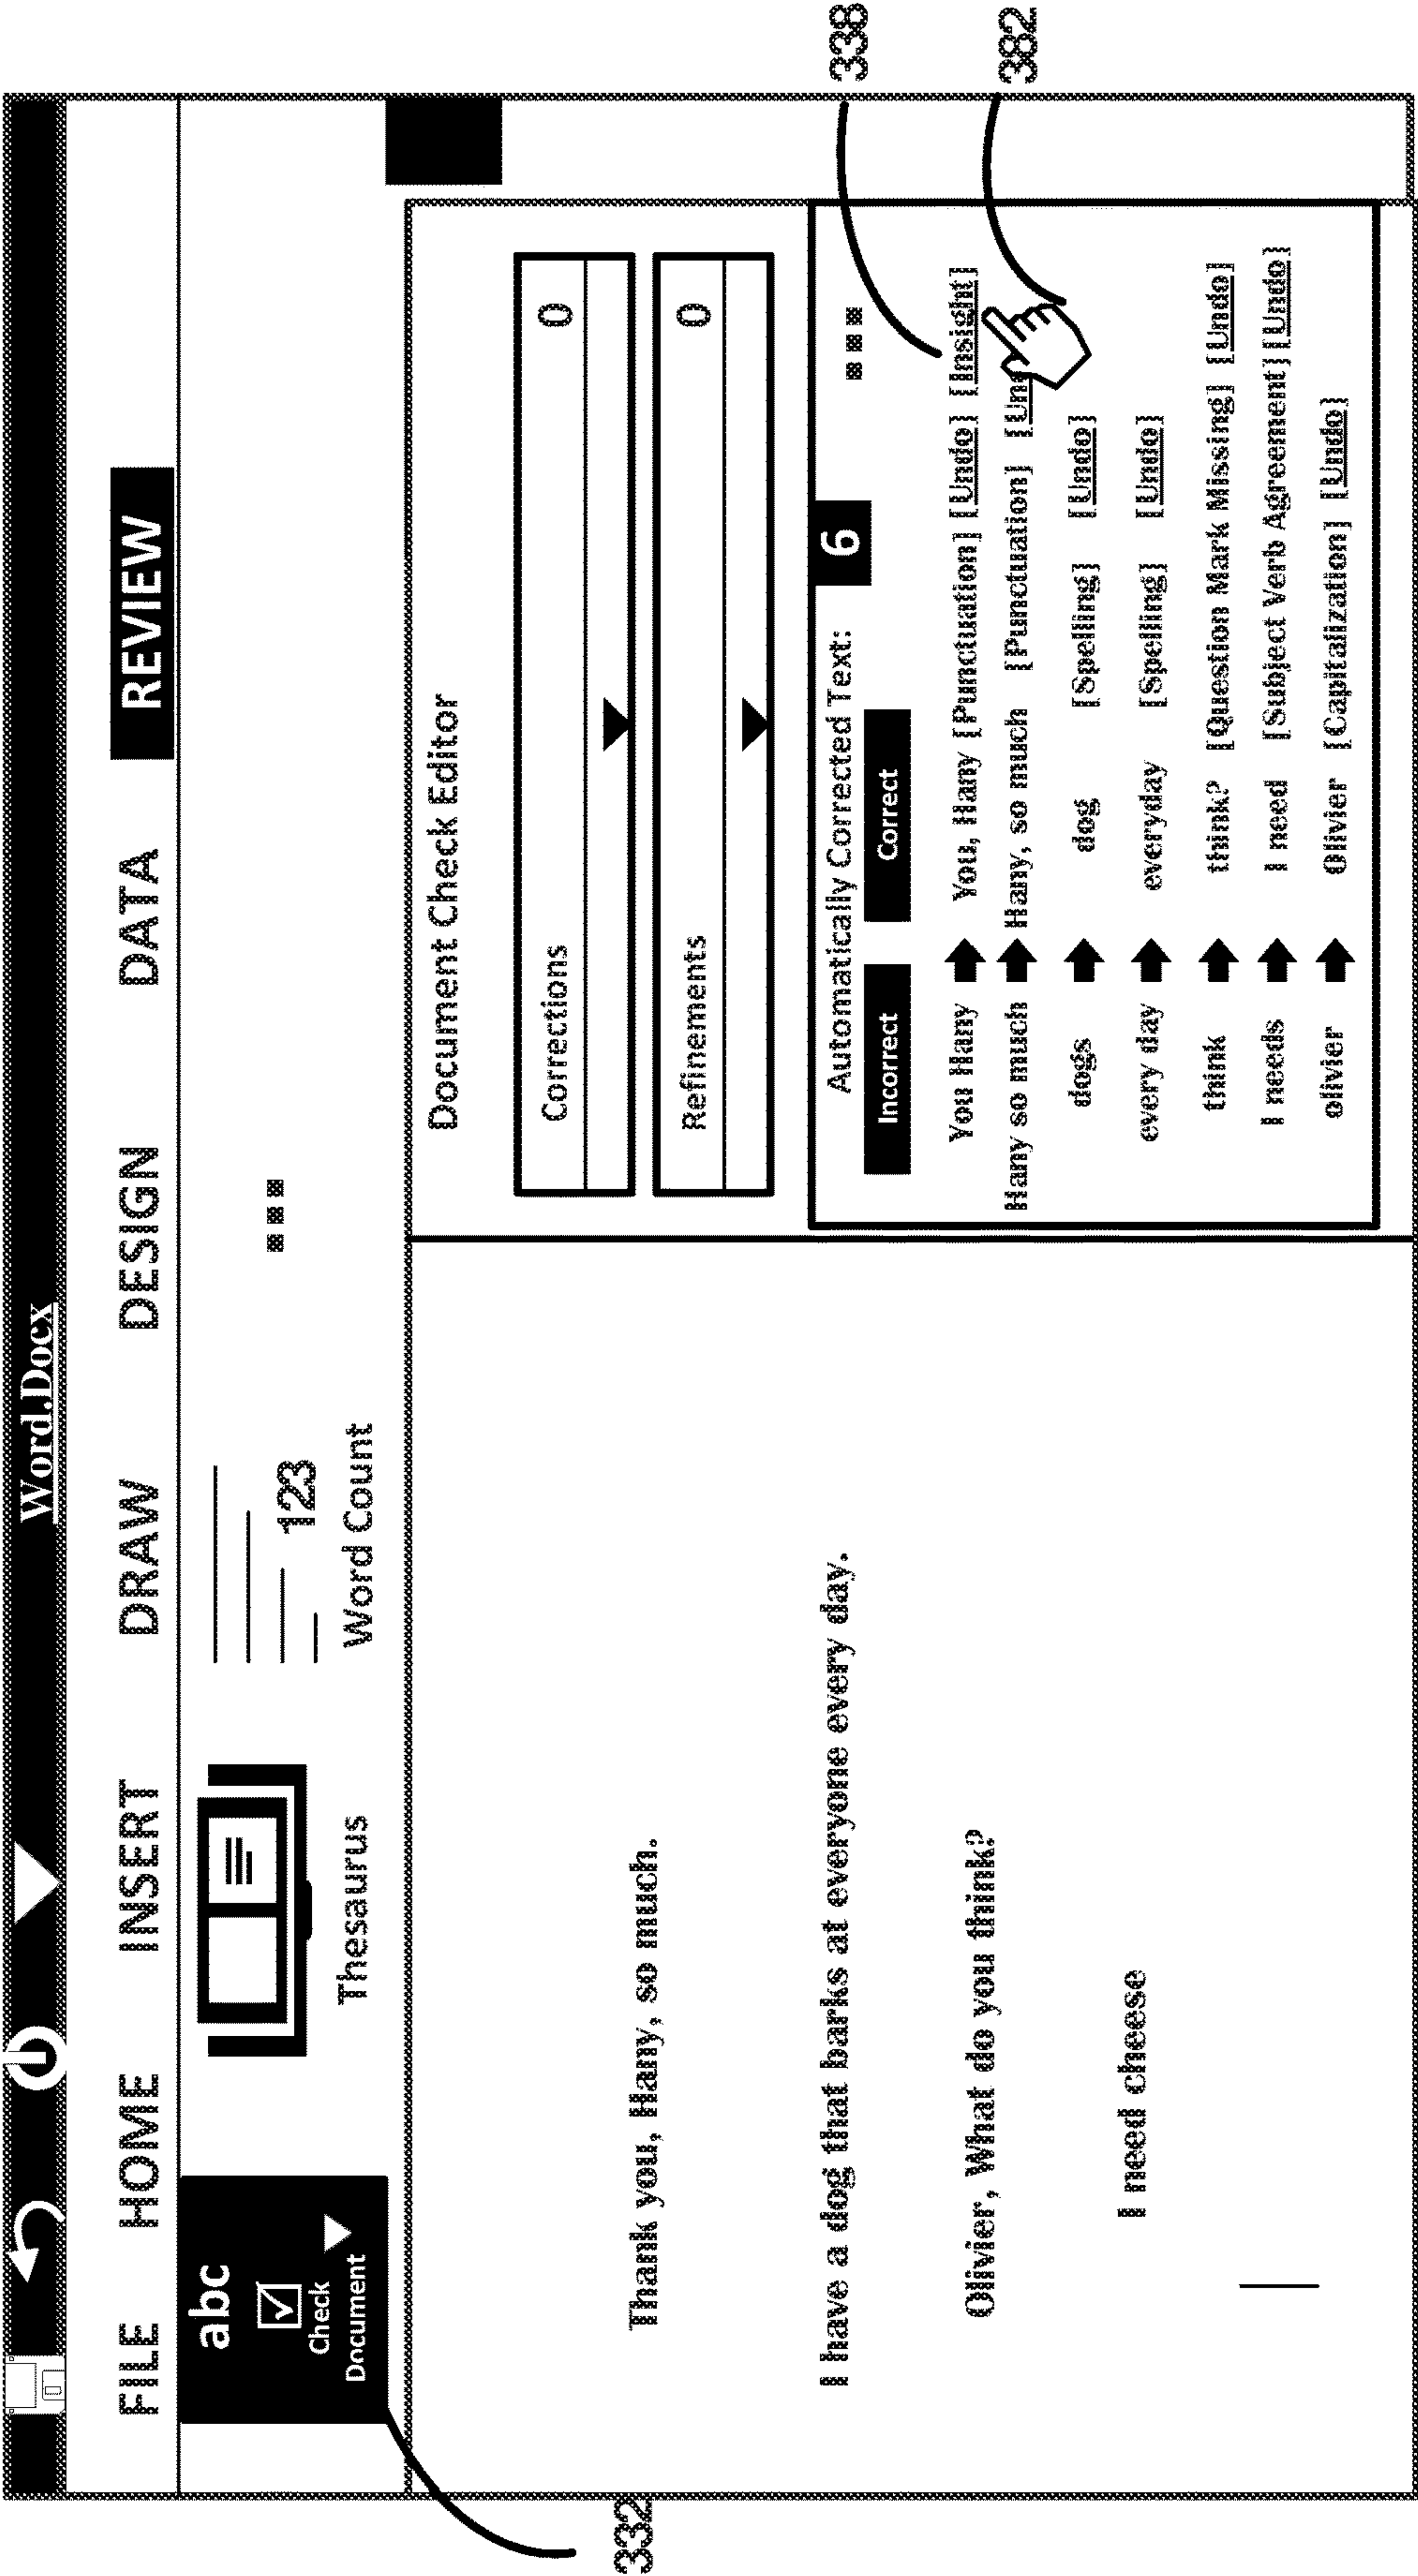 Word.Docx
FILE HOME INSERT DRAW DESIGN DATA REVIEW
abc
Check
Document
Thesaurus
123
Word Count
332
Document Check Editor
Corrections 0
Refinements 0
Automatically Corrected Text: 6
Incorrect Correct
338
You Hany You, Hany [Punctuation] [Undo] [Insight]
382
Hany so much Hany, so much [Punctuation] [Un
dogs dog [Spelling] [Undo]
every day everyday [Spelling] [Undo]
think think? [Question Mark Missing] [Undo]
I needs I need [Subject Verb Agreement] [Undo]
olivier Olivier [Capitalization] [Undo]
Thank you, Hany, so much.
I have a dog that barks at everyone every day.
Olivier, What do you think?
I need cheese